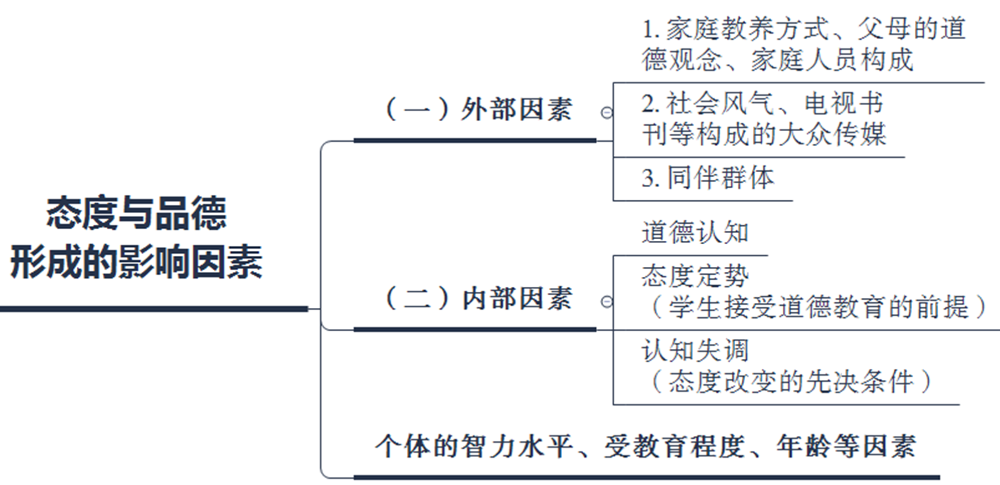 态度与品德
形成的影响因素
（一）外部因素
1. 家庭教养方式、父母的道
德观念、家庭人员构成
2. 社会风气、电视书
刊等构成的大众传媒
3. 同伴群体
（二）内部因素
道德认知
态度定势
（学生接受道德教育的前提）
认知失调
（态度改变的先决条件）
个体的智力水平、受教育程度、年龄等因素